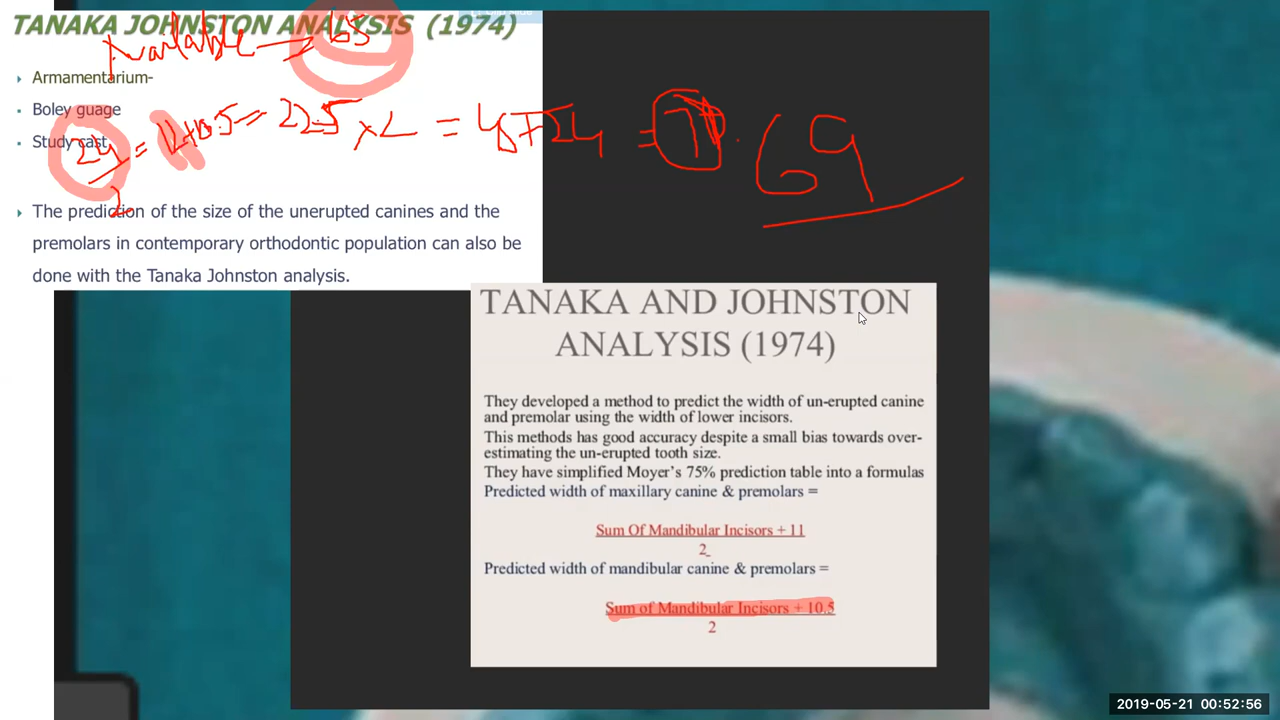 TANAKA JOHNSTON ANALYSIS (1974)
Available → 65
Armamentarium-
Boley guage
Study cast
24/2 = 12+10.5 = 22.5 × 2 = 45+24 =
69
The prediction of the size of the unerupted canines and the
premolars in contemporary orthodontic population can also be
done with the Tanaka Johnston analysis.
TANAKA AND JOHNSTON
ANALYSIS (1974)
They developed a method to predict the width of un-erupted canine
and premolar using the width of lower incisors.
This methods has good accuracy despite a small bias towards over-
estimating the un-erupted tooth size.
They have simplified Moyer's 75% prediction table into a formulas
Predicted width of maxillary canine & premolars =
Sum Of Mandibular Incisors + 11
2
Predicted width of mandibular canine & premolars =
Sum of Mandibular Incisors + 10.5
2
2019-05-21 00:52:56